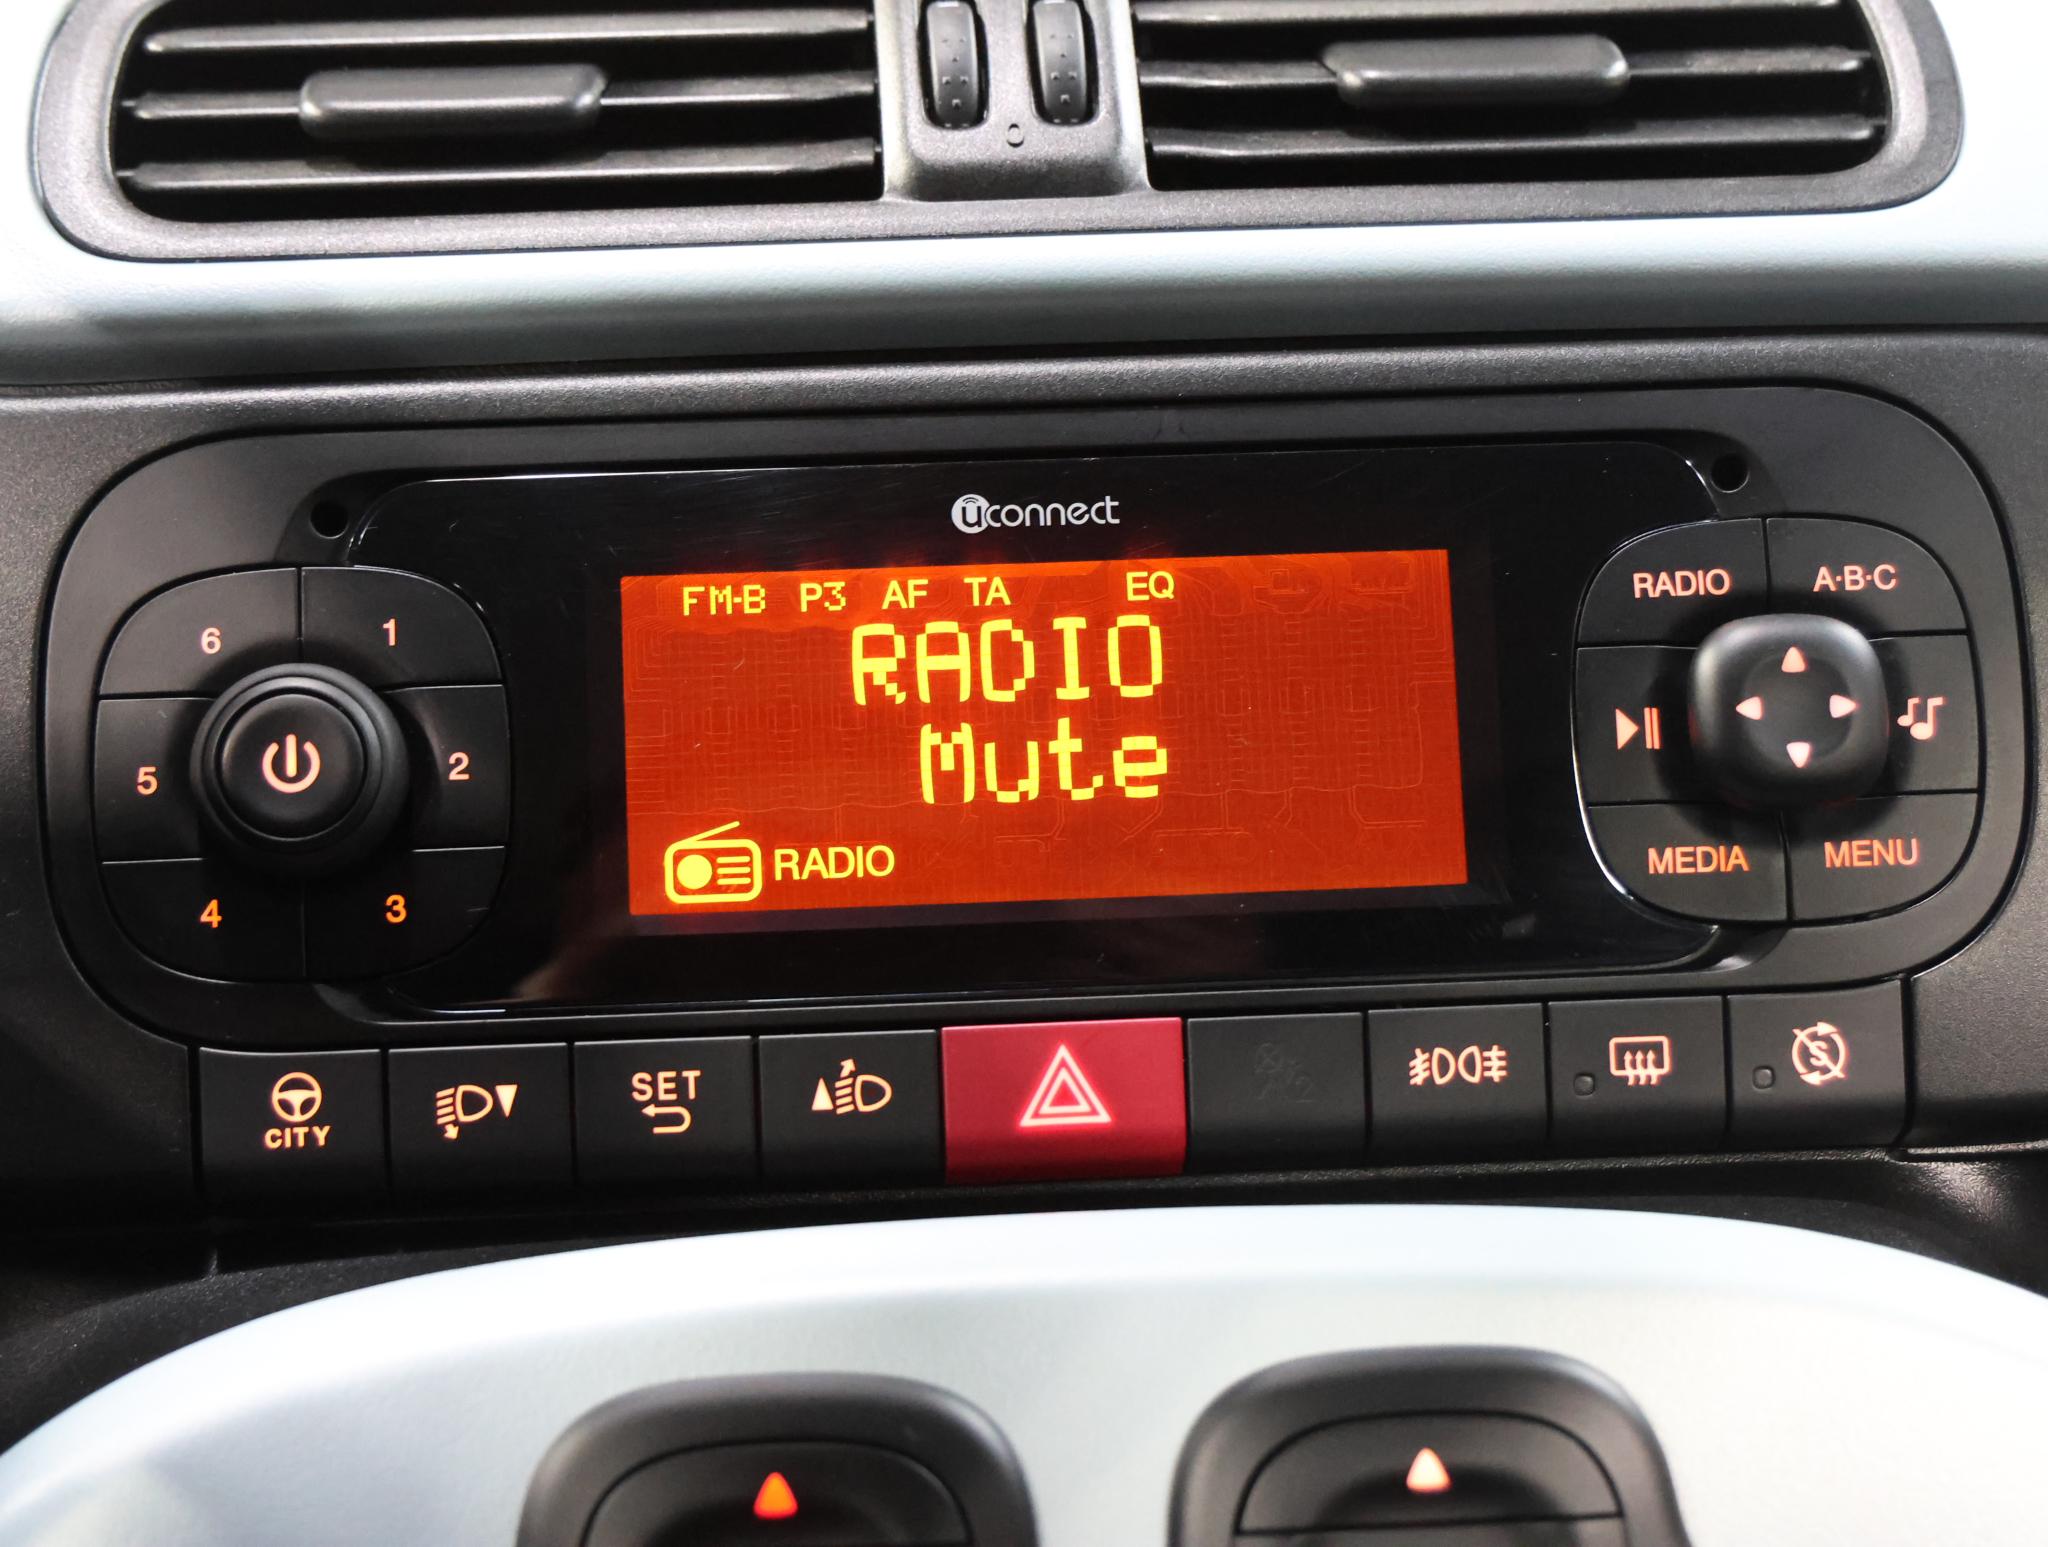 uconnect
FM-B P3 AF TA EQ
RADIO
Mute
RADIO
6 1
5 2
4 3
RADIO A·B·C
MEDIA MENU
CITY
SET
S